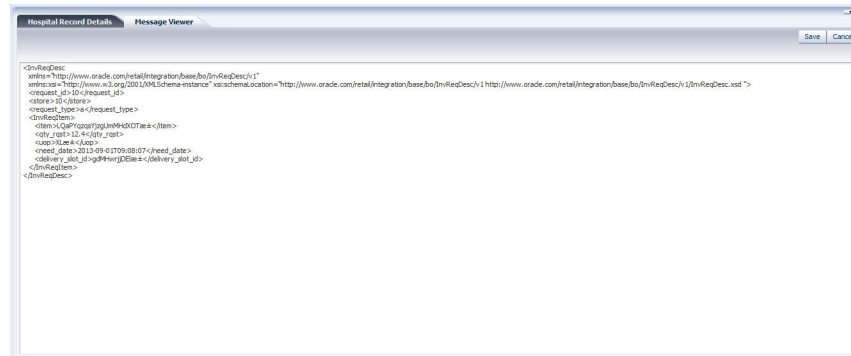 Hospital Record Details Message Viewer
Save Cance
<InvReqDesc
xmlns="http://www.oracle.com/retail/integration/base/bo/InvReqDesc/v1"
xmlns:xsi="http://www.w3.org/2001/XMLSchema-instance" xsi:schemaLocation="http://www.oracle.com/retail/integration/base/bo/InvReqDesc/v1 http://www.oracle.com/retail/integration/base/bo/InvReqDesc/v1/InvReqDesc.xsd ">
<request_id>10</request_id>
<store>10</store>
<request_type>a</request_type>
<InvReqItem>
<item>LQaPYqzqsYjzgUmMHdXOTæ±</item>
<qty_rqst>12.4</qty_rqst>
<uop>XLæ±</uop>
<need_date>2013-09-01T09:08:07</need_date>
<delivery_slot_id>gdMHwrjjDElæ±</delivery_slot_id>
</InvReqItem>
</InvReqDesc>